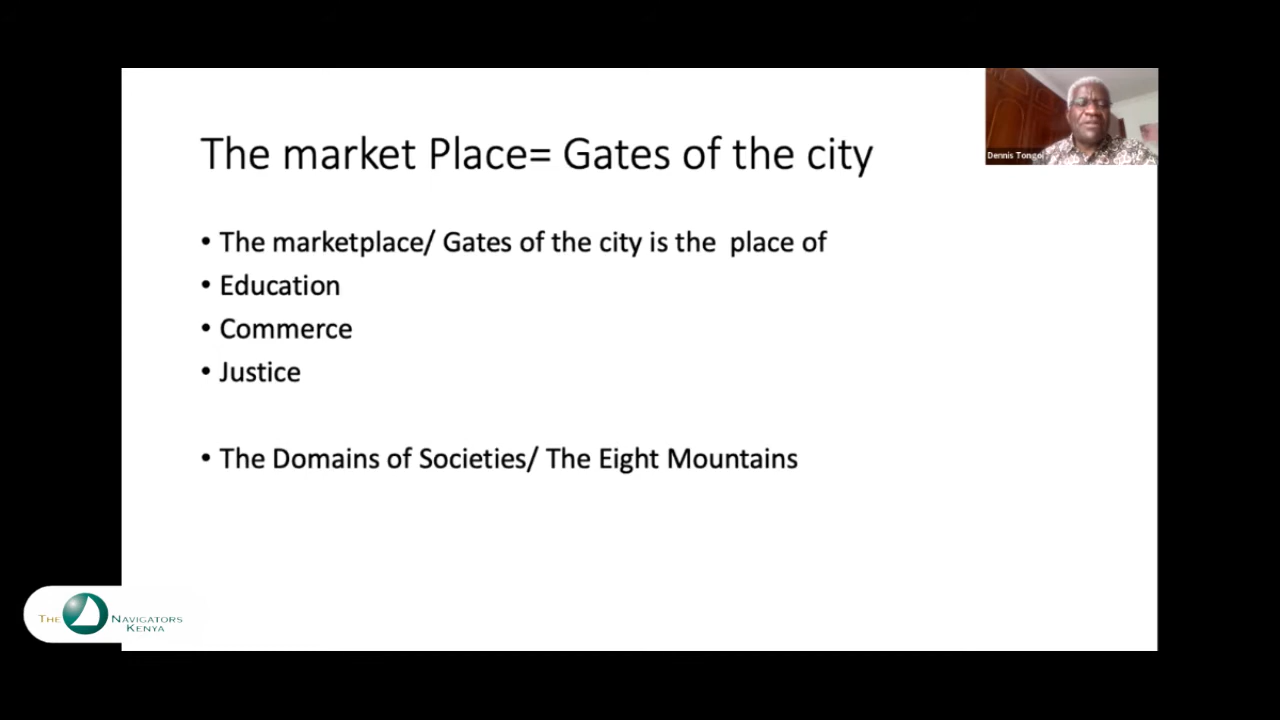 The market Place= Gates of the city
Dennis Tongoi
• The marketplace/ Gates of the city is the place of
• Education
• Commerce
• Justice
• The Domains of Societies/ The Eight Mountains
THE NAVIGATORS
KENYA